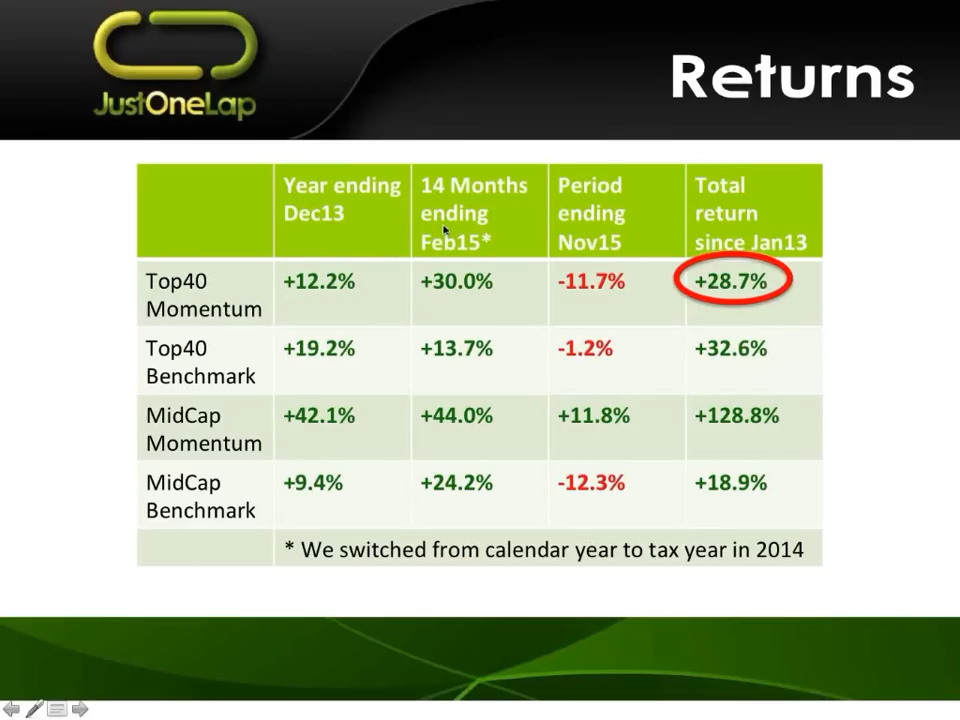 JustOneLap
Returns
Year ending
Dec13
14 Months
ending
Feb15*
Period
ending
Nov15
Total
return
since Jan13
Top40
Momentum
+12.2%
+30.0%
-11.7%
+28.7%
Top40
Benchmark
+19.2%
+13.7%
-1.2%
+32.6%
MidCap
Momentum
+42.1%
+44.0%
+11.8%
+128.8%
MidCap
Benchmark
+9.4%
+24.2%
-12.3%
+18.9%
* We switched from calendar year to tax year in 2014